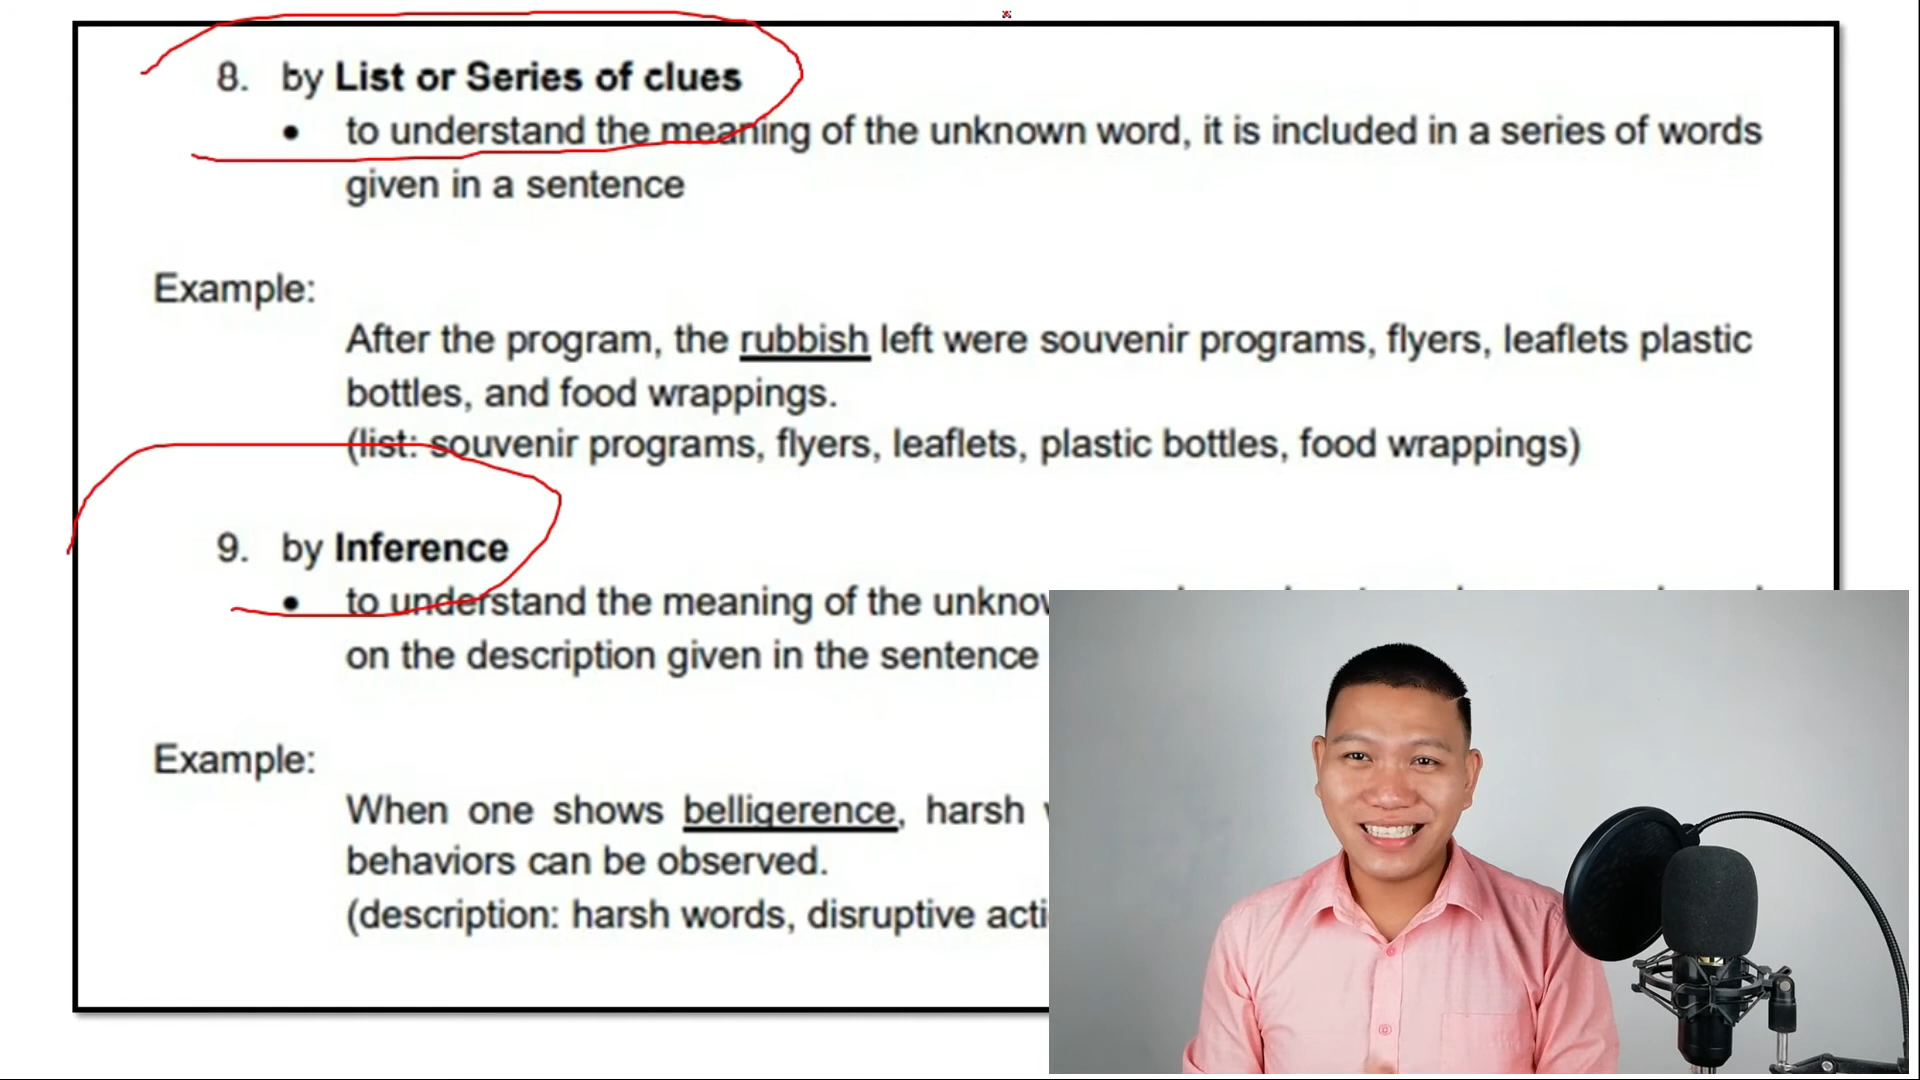 8. by List or Series of clues
• to understand the meaning of the unknown word, it is included in a series of words
given in a sentence
Example:
After the program, the rubbish left were souvenir programs, flyers, leaflets plastic
bottles, and food wrappings.
(list: souvenir programs, flyers, leaflets, plastic bottles, food wrappings)
9. by Inference
• to understand the meaning of the
on the description given in the sentence
Example:
When one shows belligerence, harsh
behaviors can be observed.
(description: harsh words, disruptive